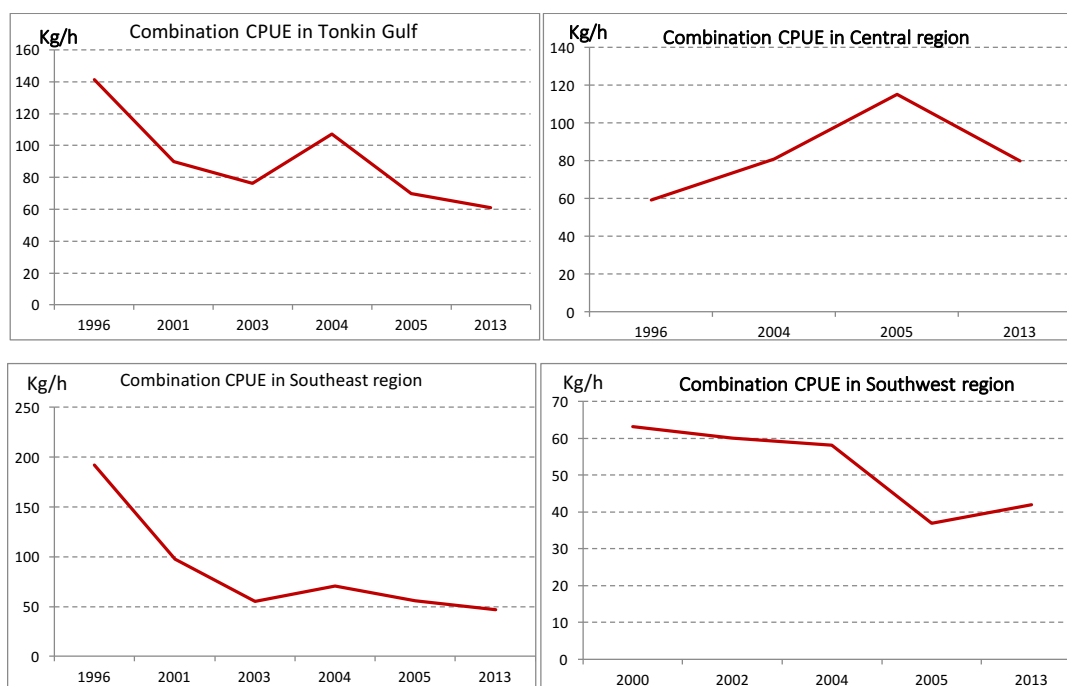 Kg/h
Combination CPUE in Tonkin Gulf
160
140
120
100
80
60
40
20
0
1996 2001 2003 2004 2005 2013
Kg/h
Combination CPUE in Central region
140
120
100
80
60
40
20
0
1996 2004 2005 2013
Kg/h
Combination CPUE in Southeast region
250
200
150
100
50
0
1996 2001 2003 2004 2005 2013
Kg/h
Combination CPUE in Southwest region
70
60
50
40
30
20
10
0
2000 2002 2004 2005 2013